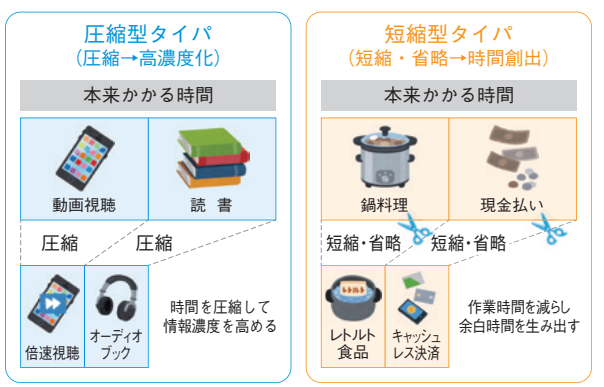 圧縮型タイパ
（圧縮→高濃度化）
本来かかる時間
動画視聴
読書
圧縮
圧縮
倍速視聴
オーディオ
ブック
時間を圧縮して
情報濃度を高める
短縮型タイパ
（短縮・省略→時間創出）
本来かかる時間
鍋料理
現金払い
短縮・省略
短縮・省略
レトルト
レトルト
食品
キャッシュ
レス決済
作業時間を減らし
余白時間を生み出す